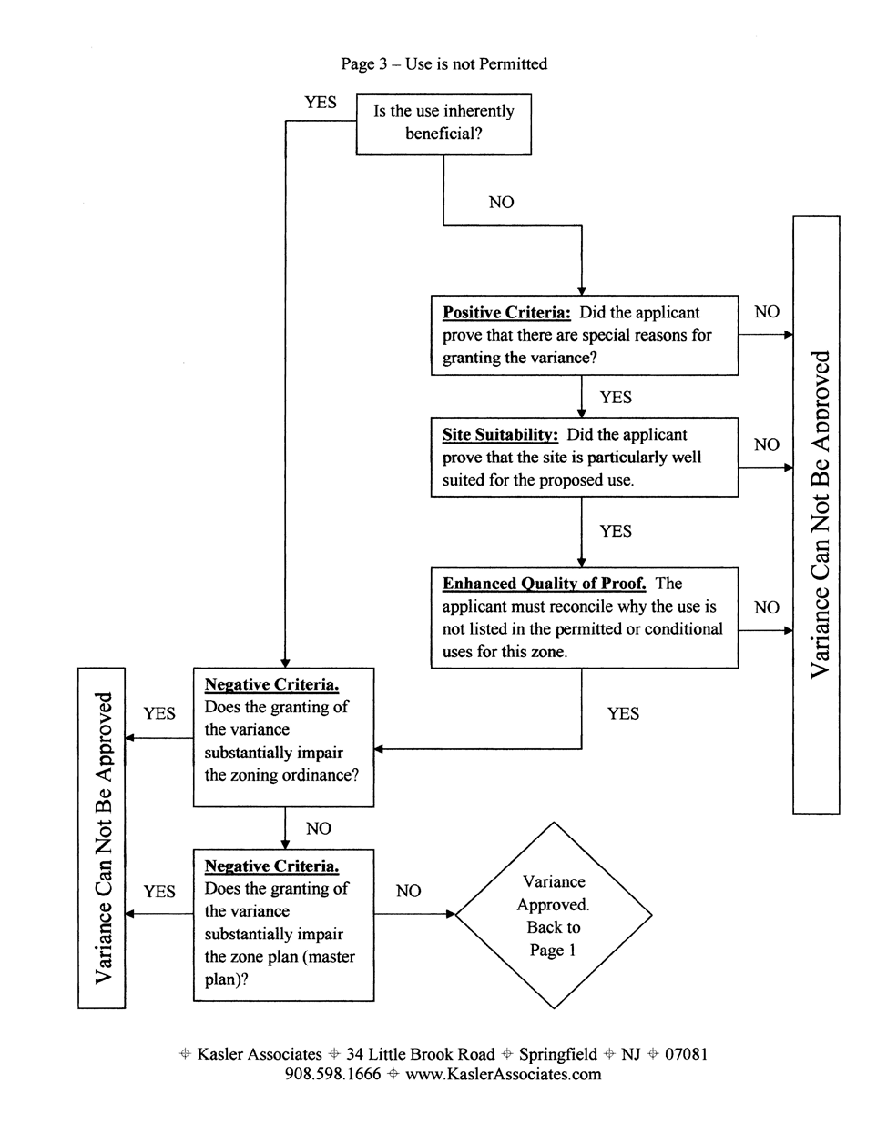 Page 3 – Use is not Permitted
YES
Is the use inherently
beneficial?
NO
Positive Criteria: Did the applicant
prove that there are special reasons for
granting the variance?
NO
YES
Site Suitability: Did the applicant
prove that the site is particularly well
suited for the proposed use.
NO
YES
Enhanced Quality of Proof. The
applicant must reconcile why the use is
not listed in the permitted or conditional
uses for this zone.
NO
Variance Can Not Be Approved
YES
Negative Criteria.
Does the granting of
the variance
substantially impair
the zoning ordinance?
YES
Variance Can Not Be Approved
NO
Negative Criteria.
Does the granting of
the variance
substantially impair
the zone plan (master
plan)?
YES
NO
Variance
Approved.
Back to
Page 1
⌖ Kasler Associates ⌖ 34 Little Brook Road ⌖ Springfield ⌖ NJ ⌖ 07081
908.598.1666 ⌖ www.KaslerAssociates.com